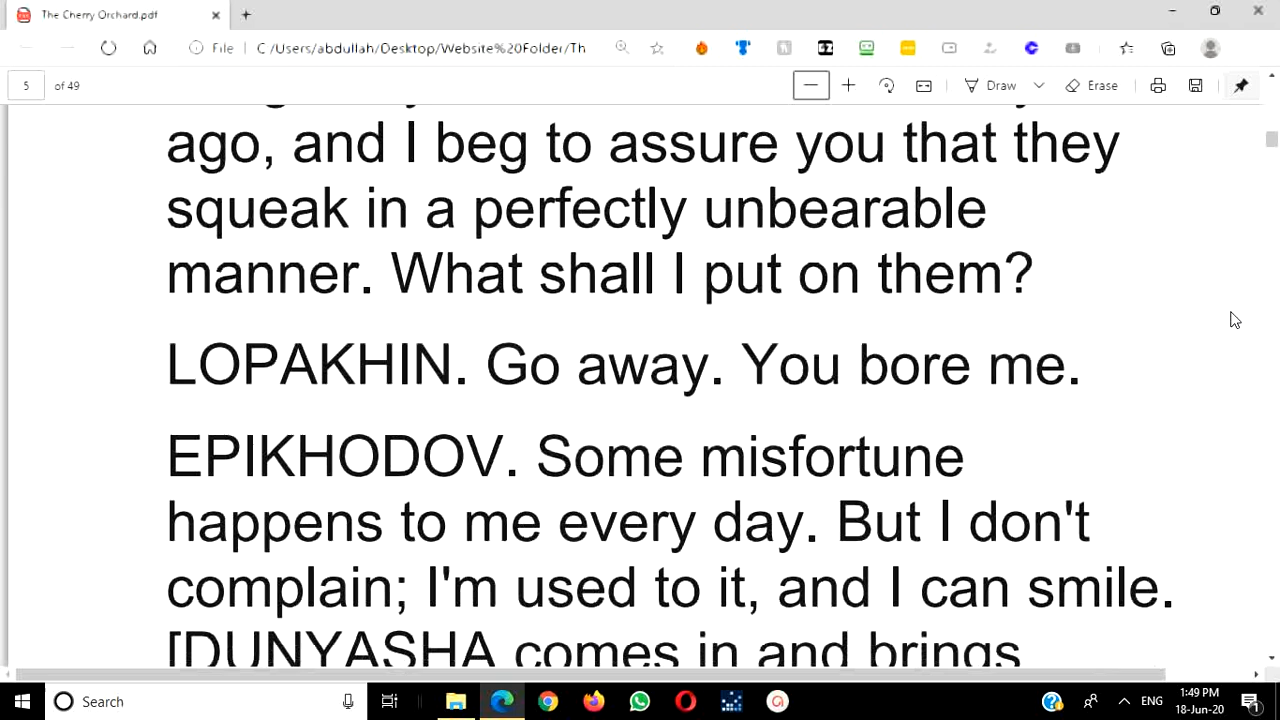 The Cherry Orchard.pdf
File
C /Users/abdullah/Desktop/Website%20Folder/Th
5 of 49
Draw
Erase
ago, and I beg to assure you that they
squeak in a perfectly unbearable
manner. What shall I put on them?
LOPAKHIN. Go away. You bore me.
EPIKHODOV. Some misfortune
happens to me every day. But I don't
complain; I'm used to it, and I can smile.
[DUNYASHA comes in and brings
Search
ENG
1:49 PM
18-Jun-20